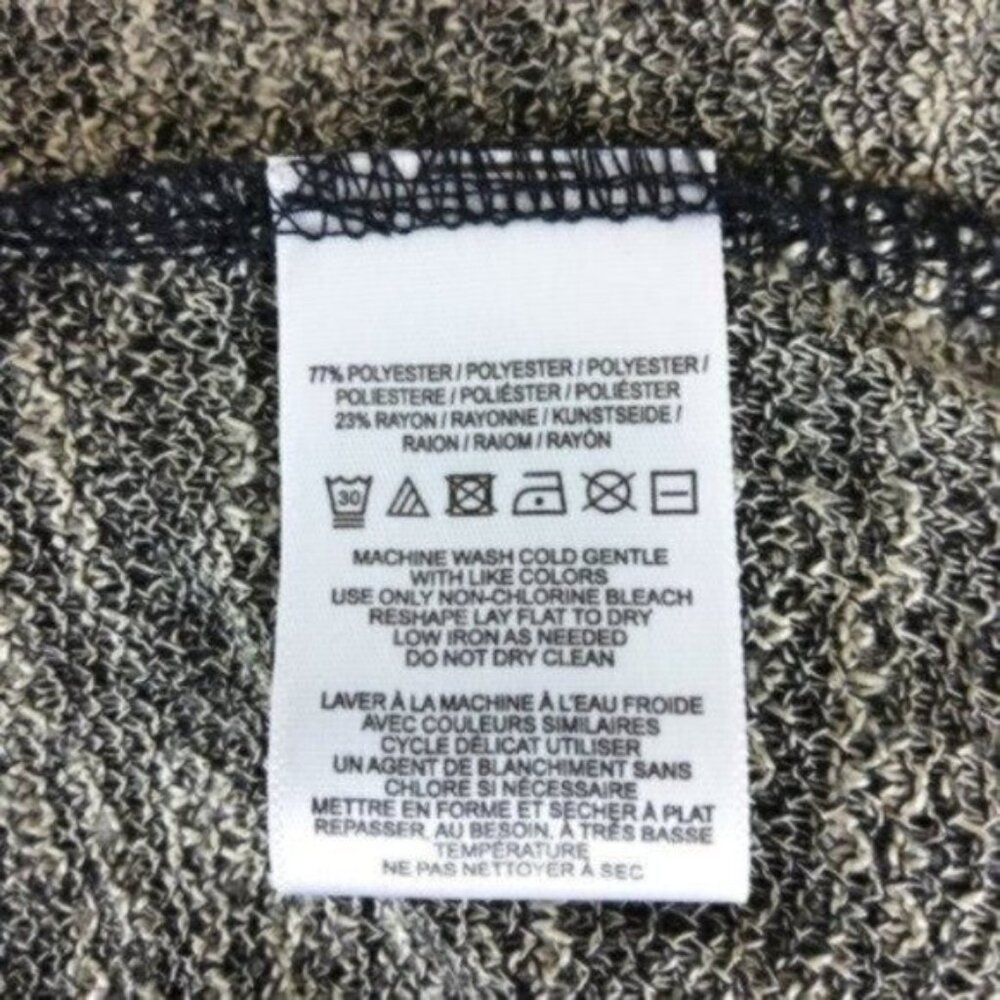 77% POLYESTER / POLYESTER / POLYESTER /
POLIESTERE / POLIÉSTER / POLIÉSTER
23% RAYON / RAYONNE / KUNSTSEIDE /
RAION / RAIOM / RAYÓN
30
MACHINE WASH COLD GENTLE
WITH LIKE COLORS
USE ONLY NON-CHLORINE BLEACH
RESHAPE LAY FLAT TO DRY
LOW IRON AS NEEDED
DO NOT DRY CLEAN
LAVER À LA MACHINE À L'EAU FROIDE
AVEC COULEURS SIMILAIRES
CYCLE DÉLICAT UTILISER
UN AGENT DE BLANCHIMENT SANS
CHLORE SI NÉCESSAIRE
METTRE EN FORME ET SÉCHER À PLAT
REPASSER, AU BESOIN, À TRÈS BASSE
TEMPÉRATURE
NE PAS NETTOYER À SEC